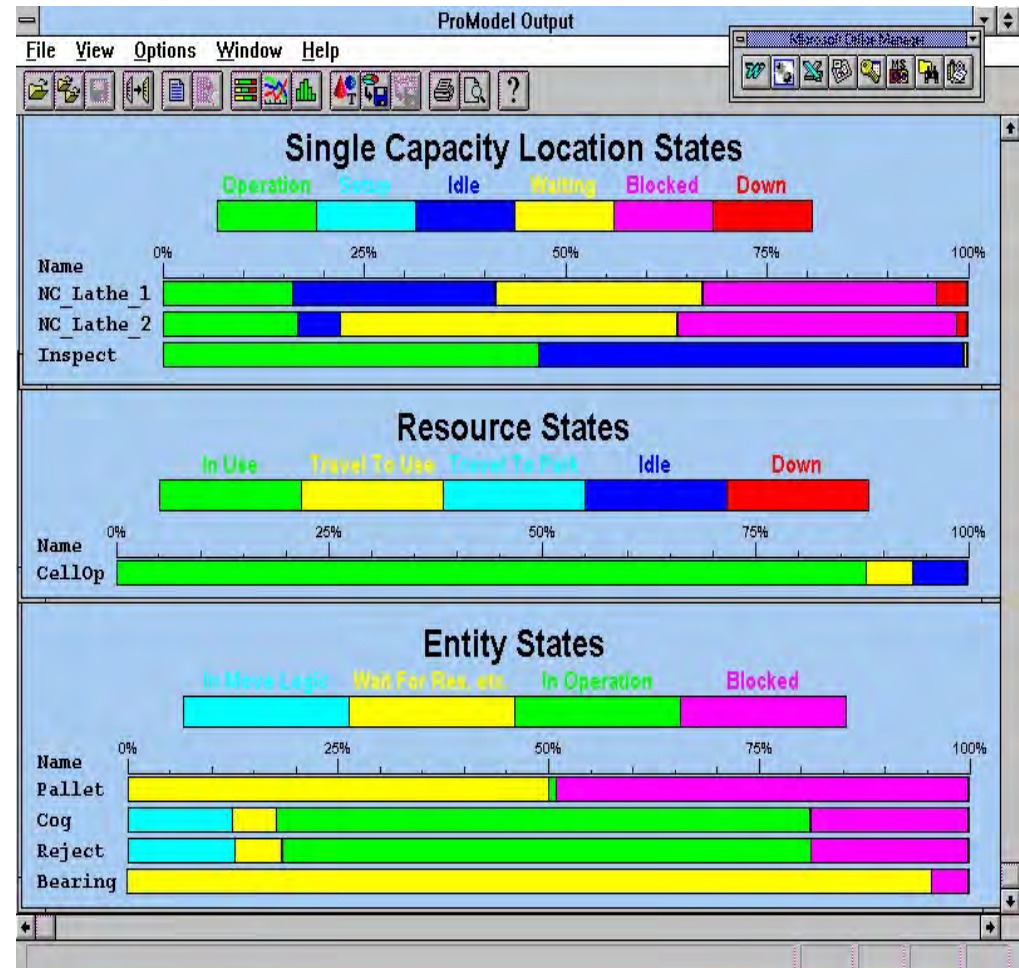 ProModel Output
Microsoft Office Manager
File View Options Window Help
Single Capacity Location States
Operation Setup Idle Waiting Blocked Down
0% 25% 50% 75% 100%
Name
NC_Lathe_1
NC_Lathe_2
Inspect
Resource States
In Use Travel To Use Travel To Park Idle Down
0% 25% 50% 75% 100%
Name
CellOp
Entity States
In Move Logic Wait For Res. etc. In Operation Blocked
0% 25% 50% 75% 100%
Name
Pallet
Cog
Reject
Bearing